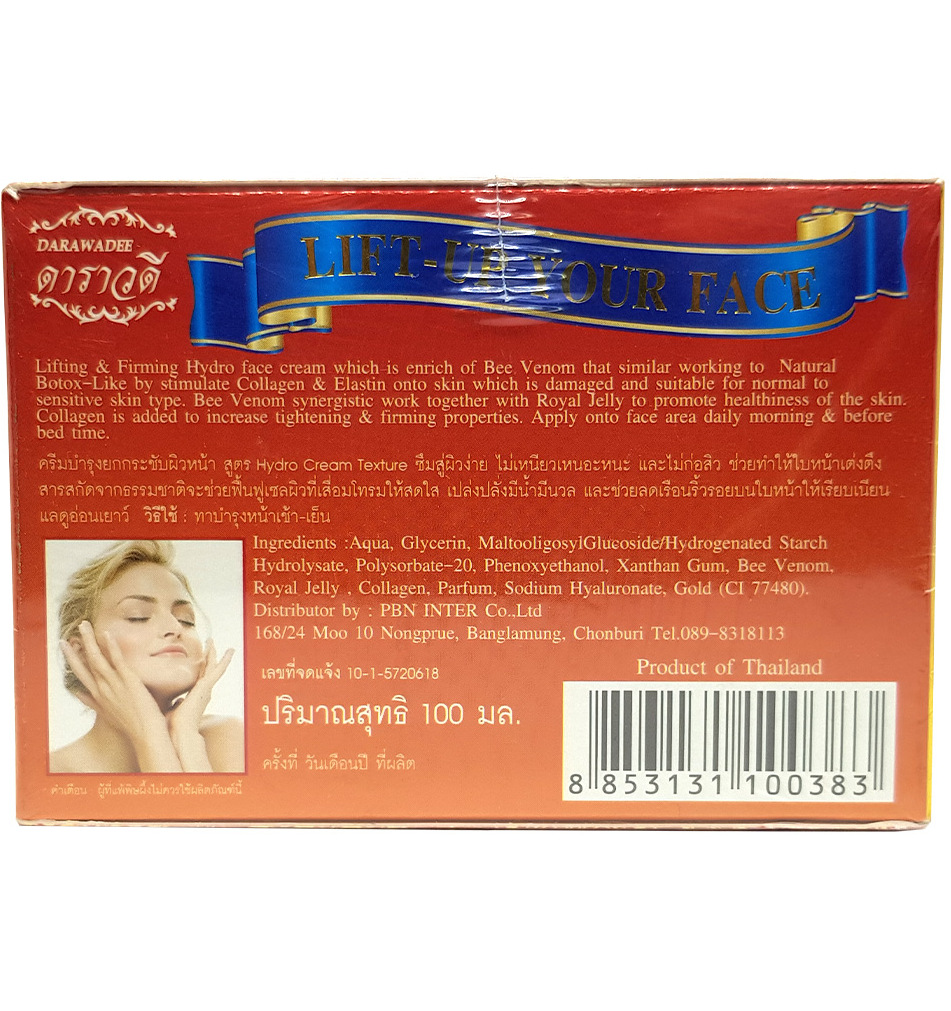 DARAWADEE
ดาราวดี
LIFT-UP YOUR FACE
Lifting & Firming Hydro face cream which is enrich of Bee Venom that similar working to Natural
Botox-Like by stimulate Collagen & Elastin onto skin which is damaged and suitable for normal to
sensitive skin type. Bee Venom synergistic work together with Royal Jelly to promote healthiness of the skin.
Collagen is added to increase tightening & firming properties. Apply onto face area daily morning & before
bed time.
ครีมบำรุงยกกระชับผิวหน้า สูตร Hydro Cream Texture ซึมสู่ผิวง่าย ไม่เหนียวเหนอะหนะ และไม่ก่อสิว ช่วยทำให้ใบหน้าเต่งตึง
สารสกัดจากธรรมชาติจะช่วยฟื้นฟูเซลผิวที่เสื่อมโทรมให้สดใส เปล่งปลั่งมีน้ำมีนวล และช่วยลดเรือนริ้วรอยบนใบหน้าให้เรียบเนียน
แลดูอ่อนเยาว์ วิธีใช้ : ทาบำรุงหน้าเช้า-เย็น
Ingredients :Aqua, Glycerin, MaltooligosylGlucoside/Hydrogenated Starch
Hydrolysate, Polysorbate-20, Phenoxyethanol, Xanthan Gum, Bee Venom,
Royal Jelly , Collagen, Parfum, Sodium Hyaluronate, Gold (CI 77480).
Distributor by : PBN INTER Co.,Ltd
168/24 Moo 10 Nongprue, Banglamung, Chonburi Tel.089-8318113
เลขที่จดแจ้ง 10-1-5720618
Product of Thailand
ปริมาณสุทธิ 100 มล.
ครั้งที่ วันเดือนปี ที่ผลิต
คำเตือน : ผู้ที่แพ้พิษผึ้งไม่ควรใช้ผลิตภัณฑ์นี้
8 853131 100383